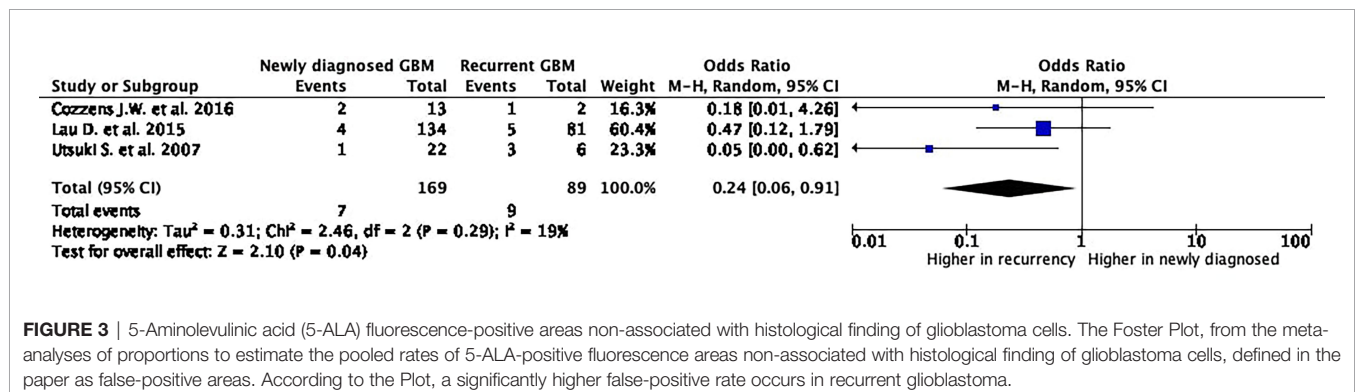 Newly diagnosed GBM Recurrent GBM Odds Ratio Odds Ratio
Study or Subgroup Events Total Events Total Weight M-H, Random, 95% CI M-H, Random, 95% CI
Cozzens J.W. et al. 2016 2 13 1 2 16.3% 0.18 [0.01, 4.26]
Lau D. et al. 2015 4 134 5 81 60.4% 0.47 [0.12, 1.79]
Utsuki S. et al. 2007 1 22 3 6 23.3% 0.05 [0.00, 0.62]
Total (95% CI) 169 89 100.0% 0.24 [0.06, 0.91]
Total events 7 9
Heterogeneity: Tau² = 0.31; Chi² = 2.46, df = 2 (P = 0.29); I² = 19%
Test for overall effect: Z = 2.10 (P = 0.04)
0.01 0.1 1 10 100
Higher in recurrency Higher in newly diagnosed
FIGURE 3 | 5-Aminolevulinic acid (5-ALA) fluorescence-positive areas non-associated with histological finding of glioblastoma cells. The Foster Plot, from the meta-
analyses of proportions to estimate the pooled rates of 5-ALA-positive fluorescence areas non-associated with histological finding of glioblastoma cells, defined in the
paper as false-positive areas. According to the Plot, a significantly higher false-positive rate occurs in recurrent glioblastoma.